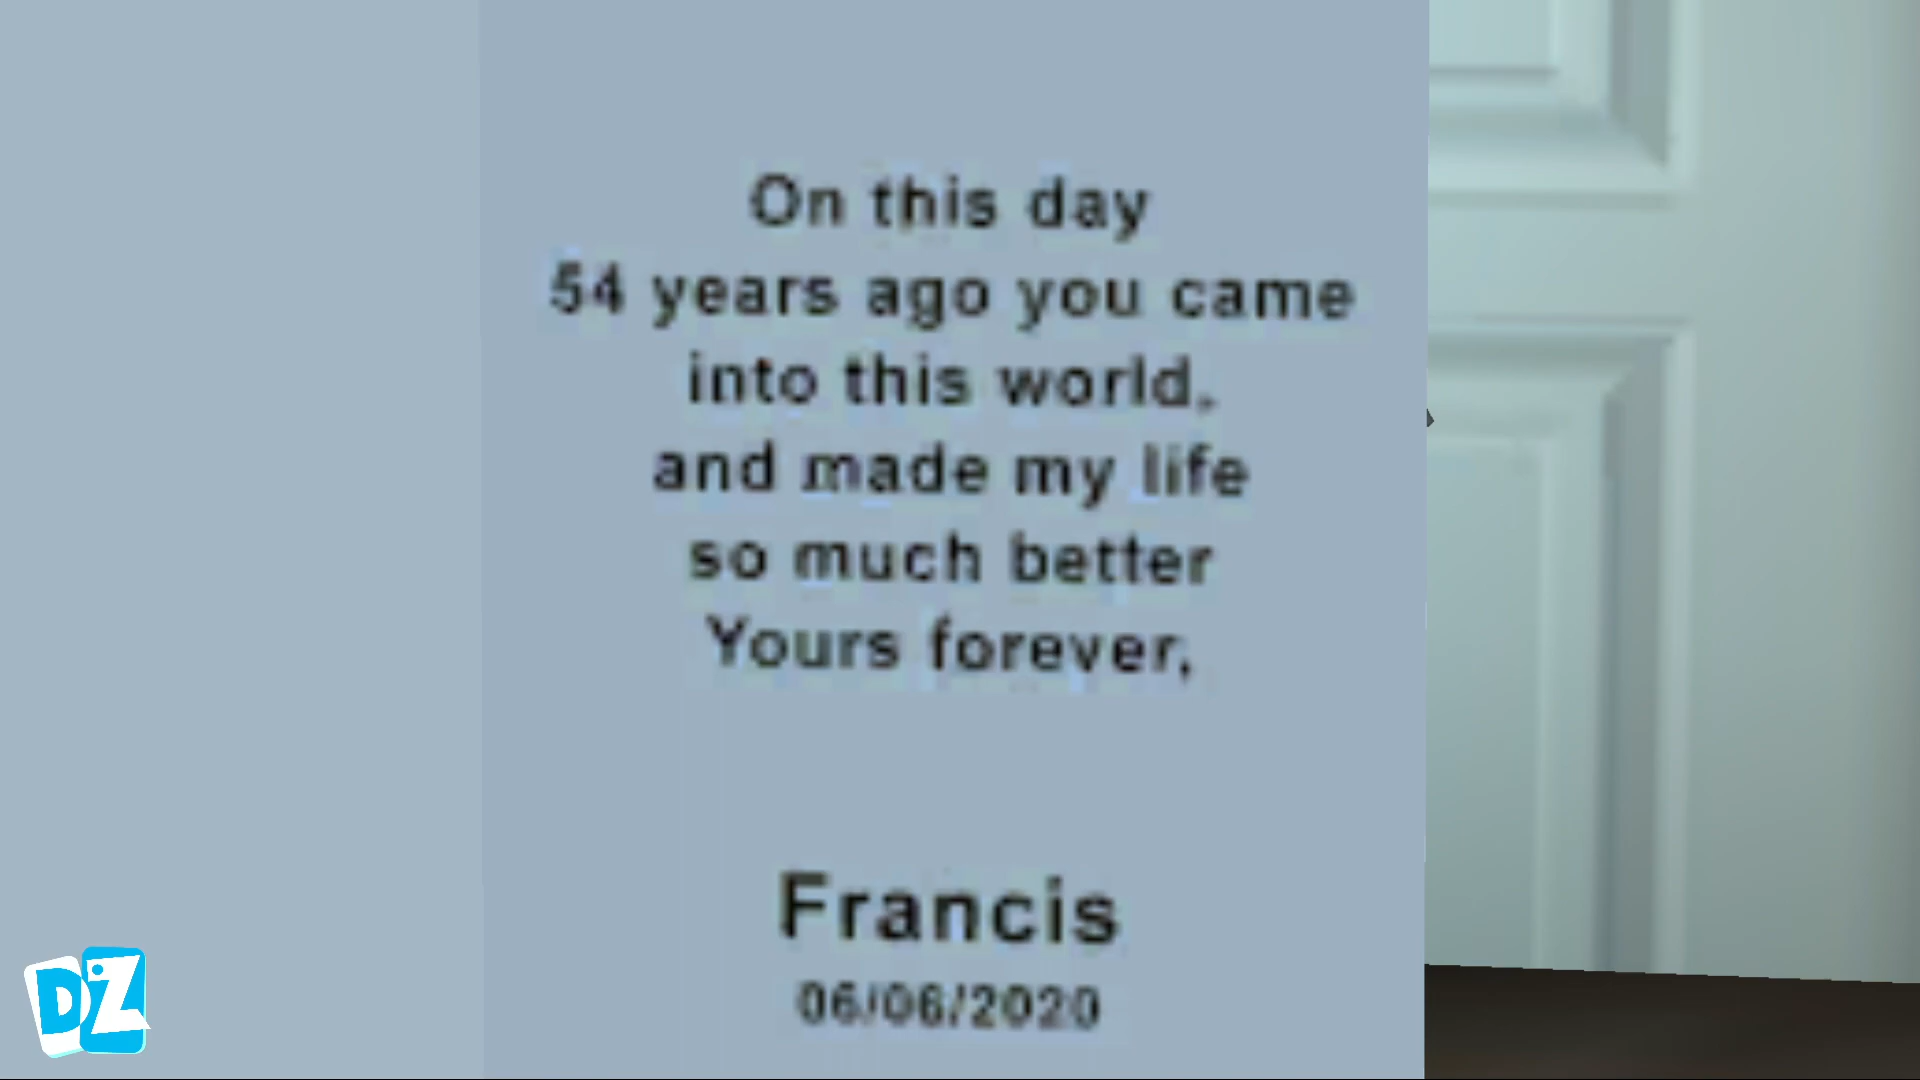 On this day
54 years ago you came
into this world,
and made my life
so much better
Yours forever,
Francis
06/06/2020
DiZ